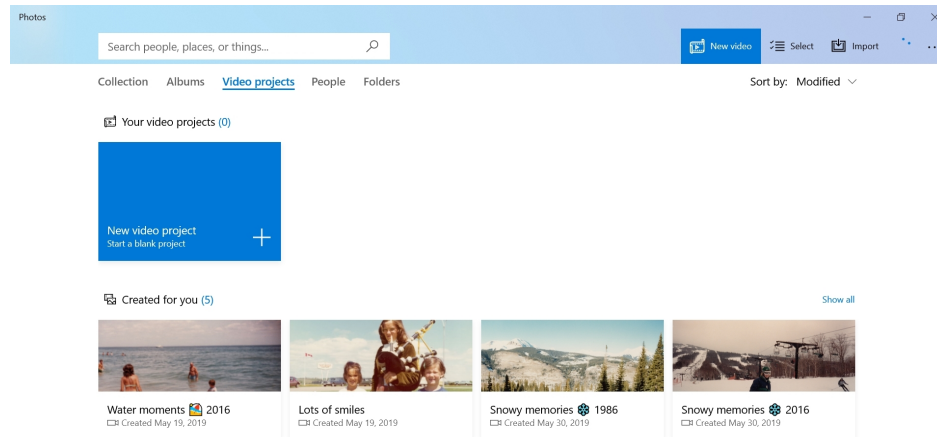 Photos
Search people, places, or things...
New video
Select
Import
Collection Albums Video projects People Folders
Sort by: Modified
Your video projects (0)
New video project
Start a blank project
Created for you (5)
Show all
Water moments 2016
Created May 19, 2019
Lots of smiles
Created May 19, 2019
Snowy memories 1986
Created May 30, 2019
Snowy memories 2016
Created May 30, 2019